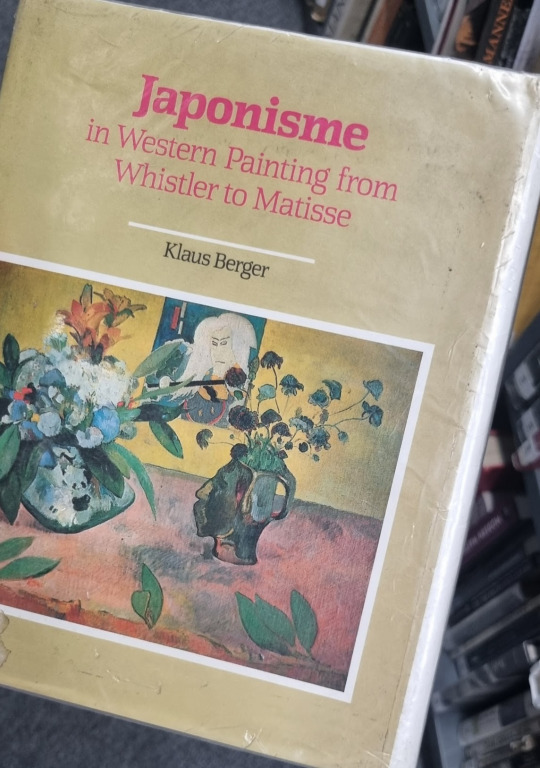 Japonisme
in Western Painting from
Whistler to Matisse
Klaus Berger